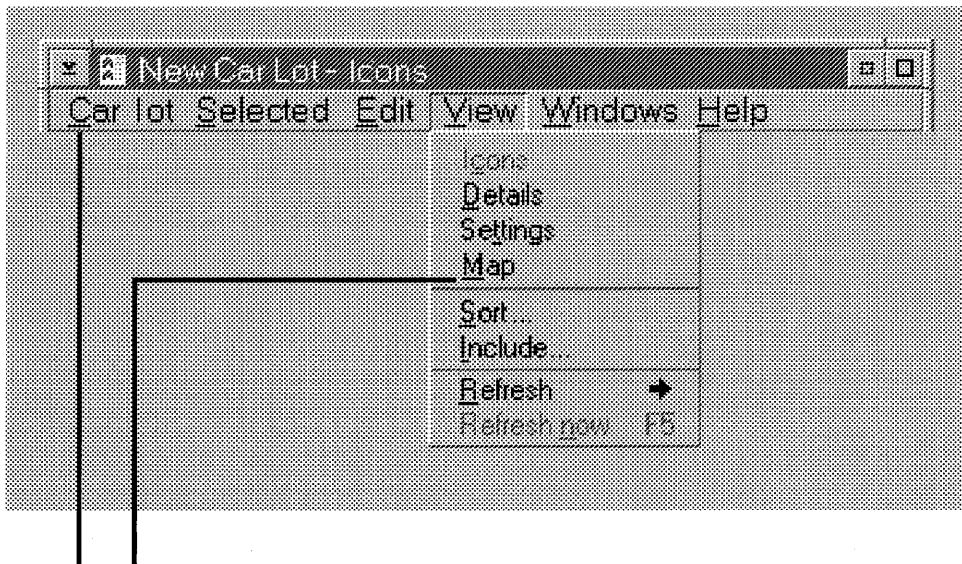 New Car Lot - Icons
Car lot Selected Edit View Windows Help
Icons
Details
Settings
Map
Sort...
Include...
Refresh
Refresh now F5